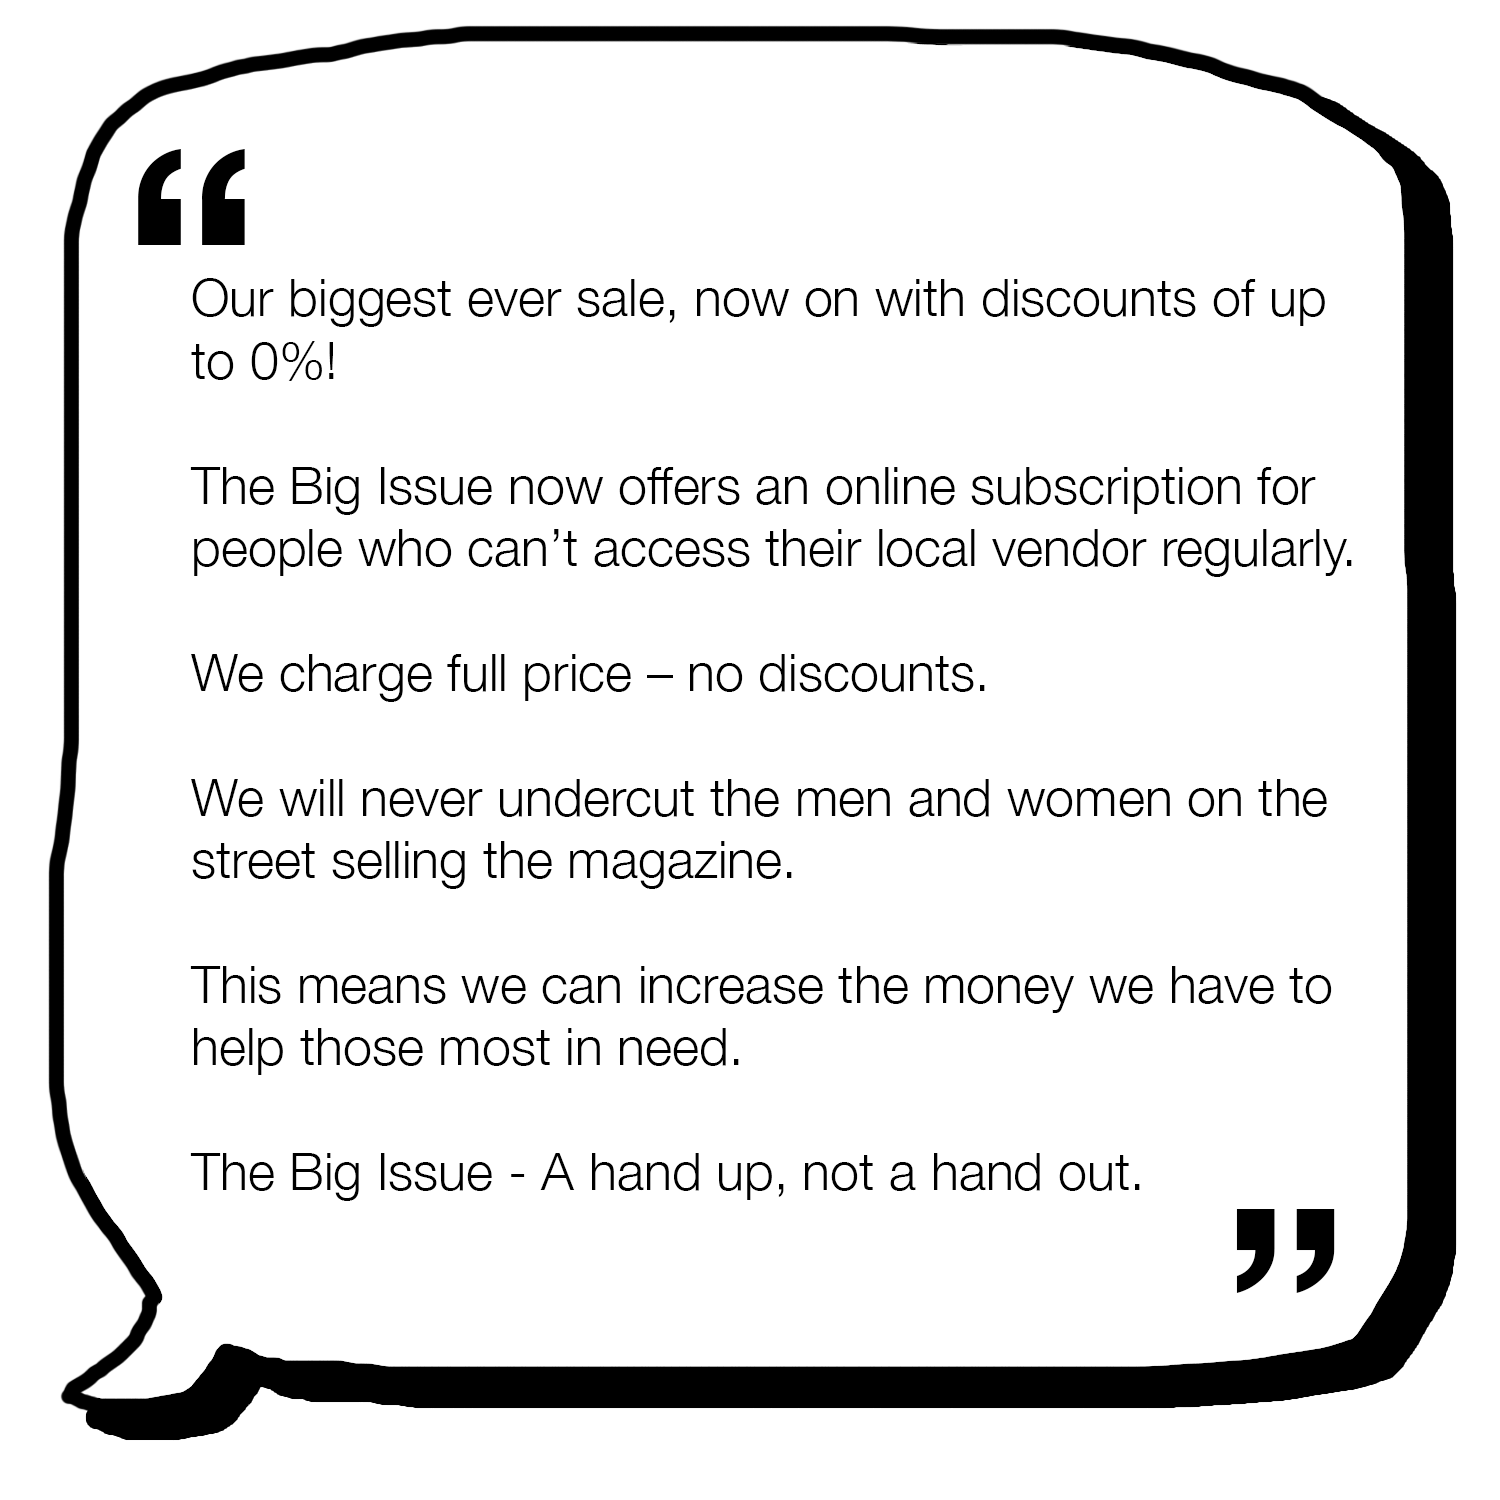 “
Our biggest ever sale, now on with discounts of up
to 0%!
The Big Issue now offers an online subscription for
people who can’t access their local vendor regularly.
We charge full price – no discounts.
We will never undercut the men and women on the
street selling the magazine.
This means we can increase the money we have to
help those most in need.
The Big Issue - A hand up, not a hand out.
”